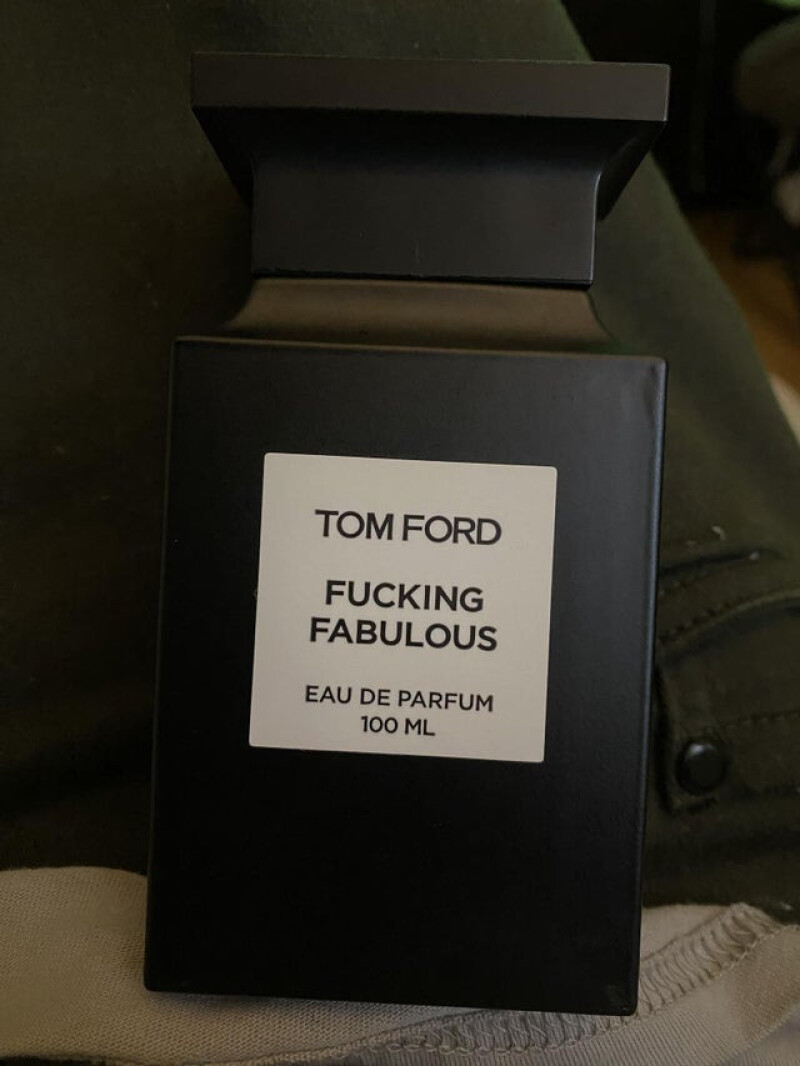 TOM FORD
FUCKING
FABULOUS
EAU DE PARFUM
100 ML